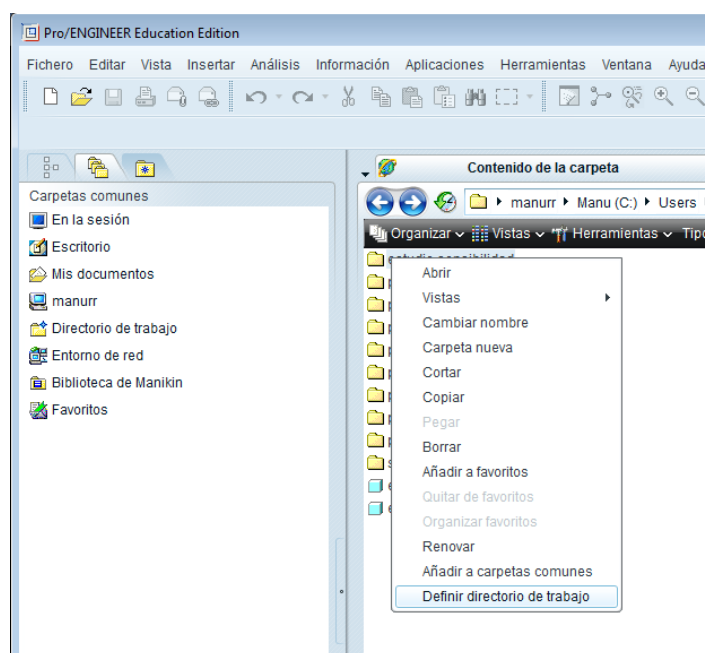 Pro/ENGINEER Education Edition
Fichero Editar Vista Insertar Análisis Información Aplicaciones Herramientas Ventana Ayuda
Contenido de la carpeta
Carpetas comunes
manurr Manu (C:) Users
En la sesión
Organizar Vistas Herramientas Tipo
Escritorio
estudio sensibilidad
Mis documentos
manurr
Directorio de trabajo
Entorno de red
Biblioteca de Manikin
Favoritos
Abrir
Vistas
Cambiar nombre
Carpeta nueva
Cortar
Copiar
Pegar
Borrar
Añadir a favoritos
Quitar de favoritos
Organizar favoritos
Renovar
Añadir a carpetas comunes
Definir directorio de trabajo